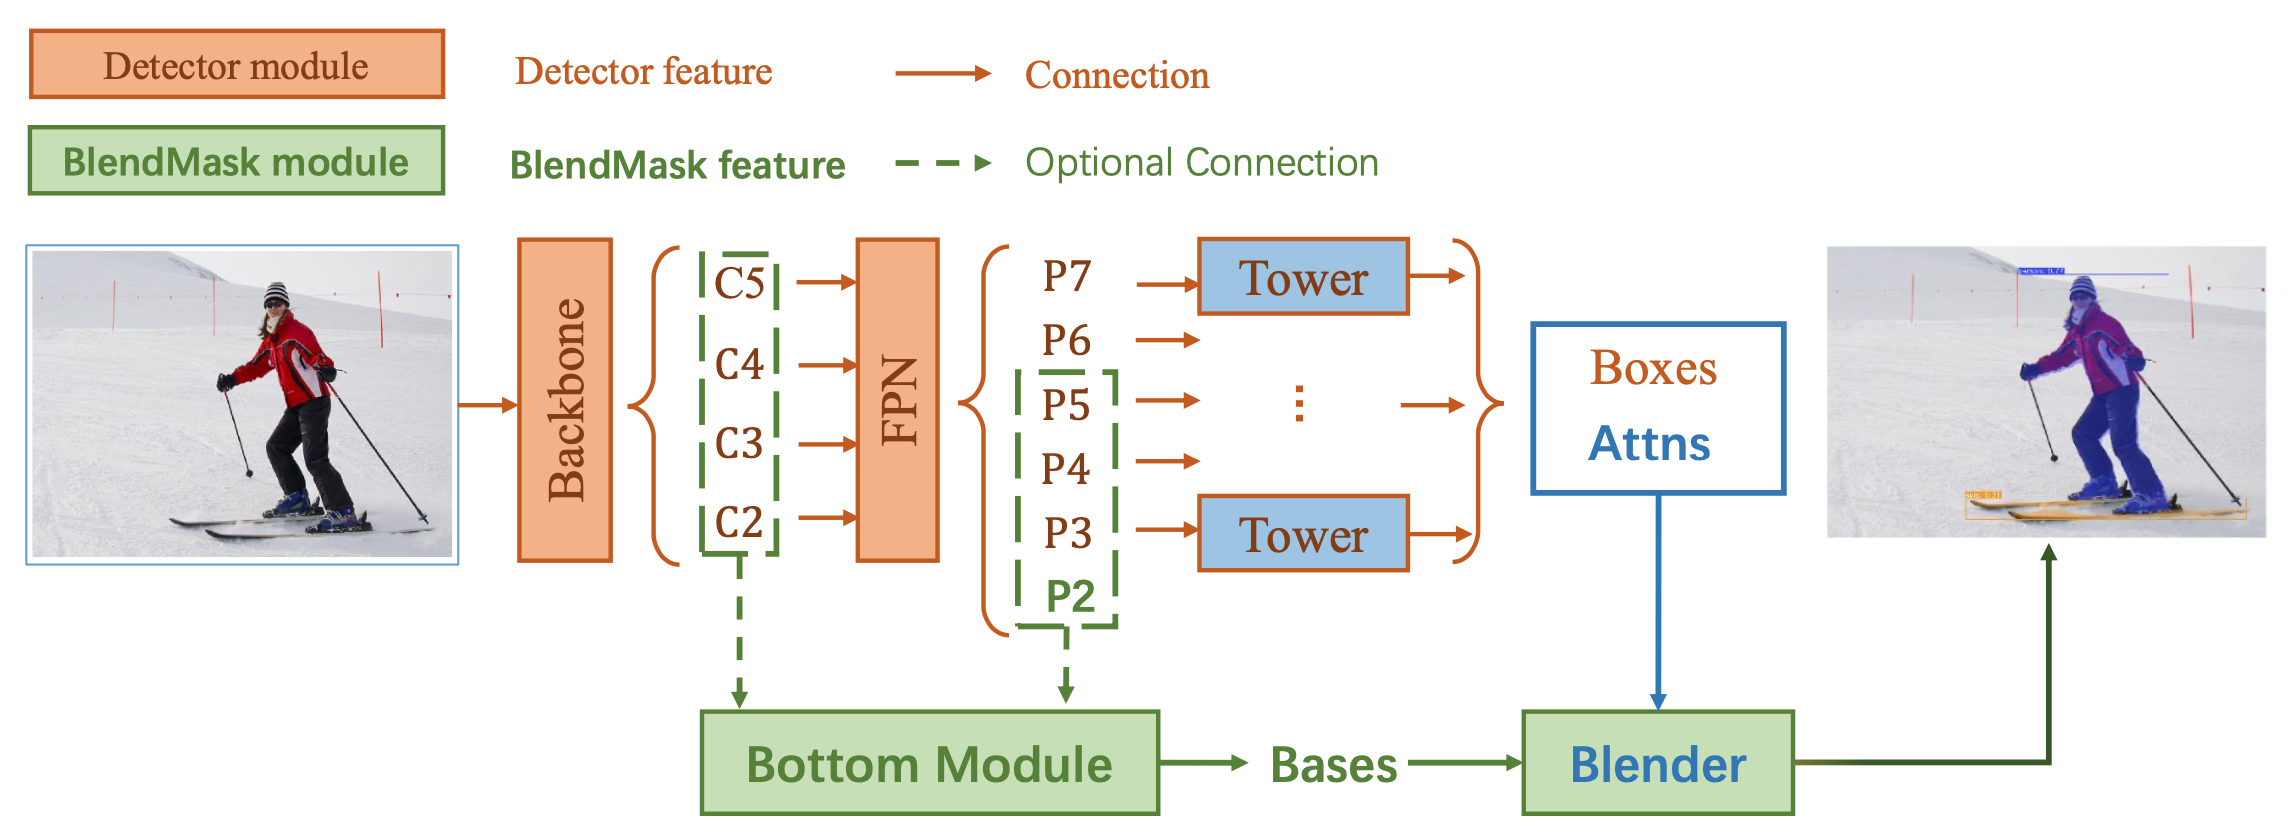 Detector module
Detector feature
Connection
BlendMask module
BlendMask feature
Optional Connection
Backbone
C5
C4
C3
C2
FPN
P7
P6
P5
P4
P3
P2
Tower
Tower
Boxes
Attns
Bottom Module
Bases
Blender